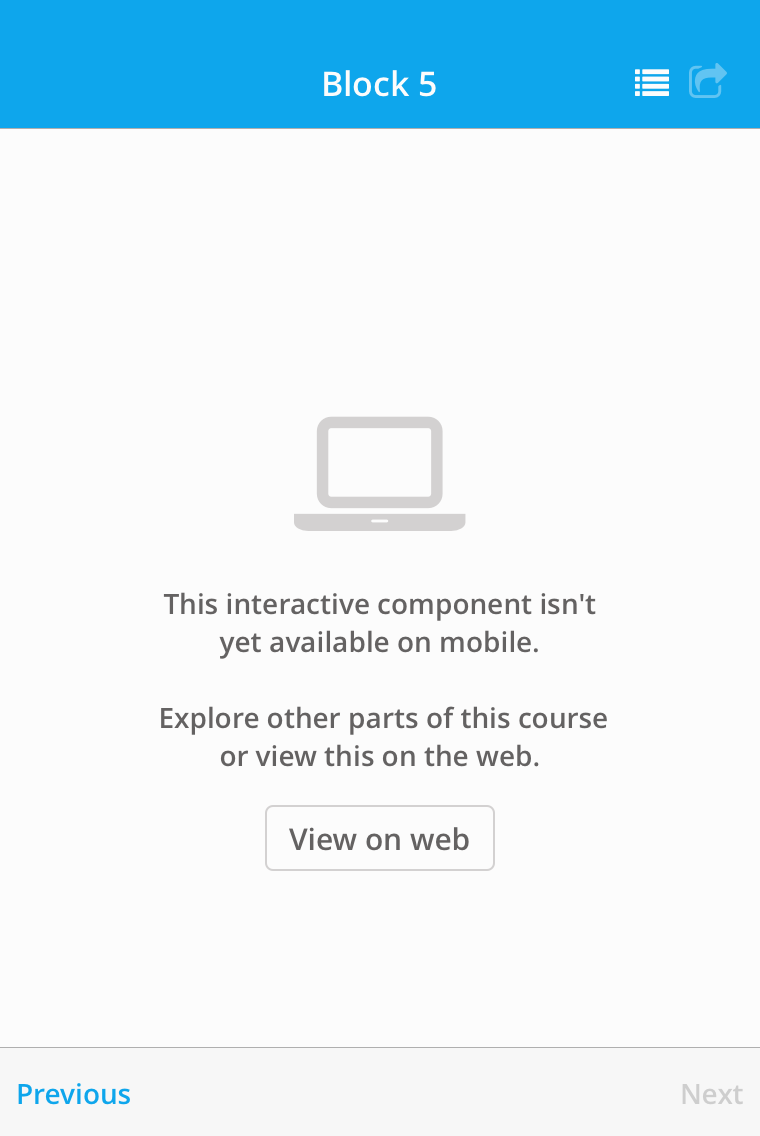 Block 5
This interactive component isn't
yet available on mobile.
Explore other parts of this course
or view this on the web.
View on web
Previous
Next